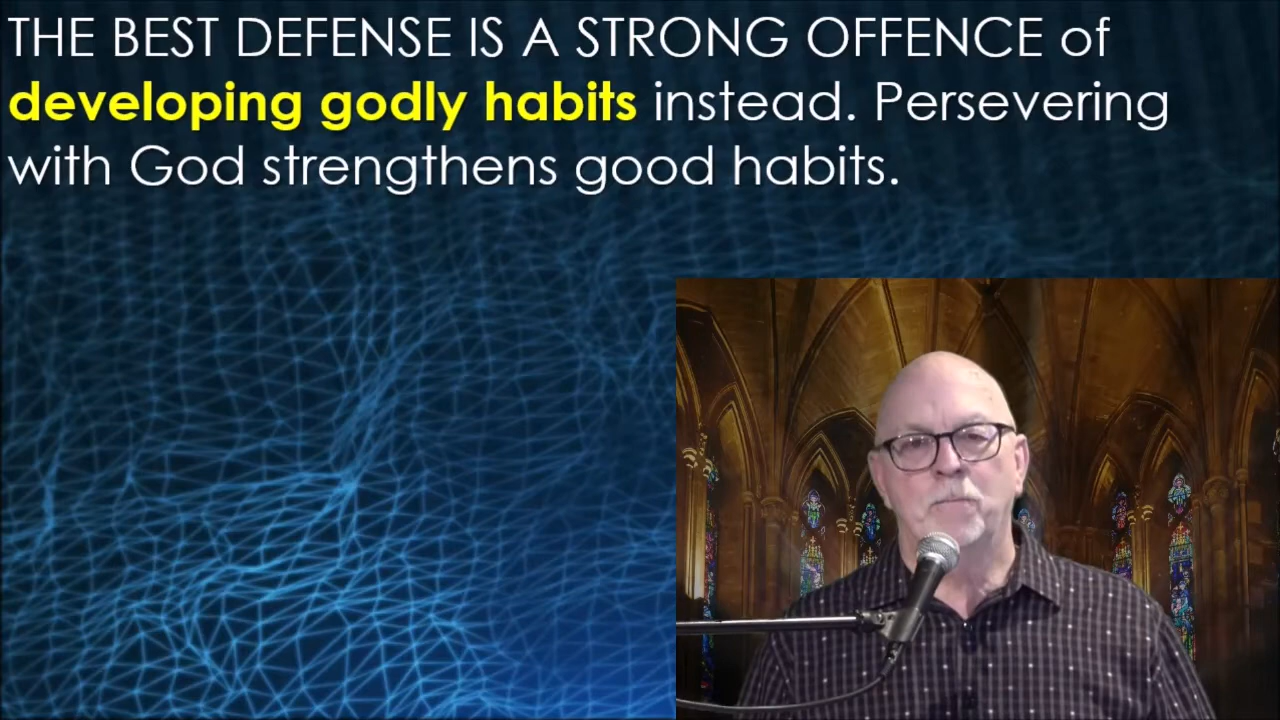 THE BEST DEFENSE IS A STRONG OFFENCE of
developing godly habits instead. Persevering
with God strengthens good habits.